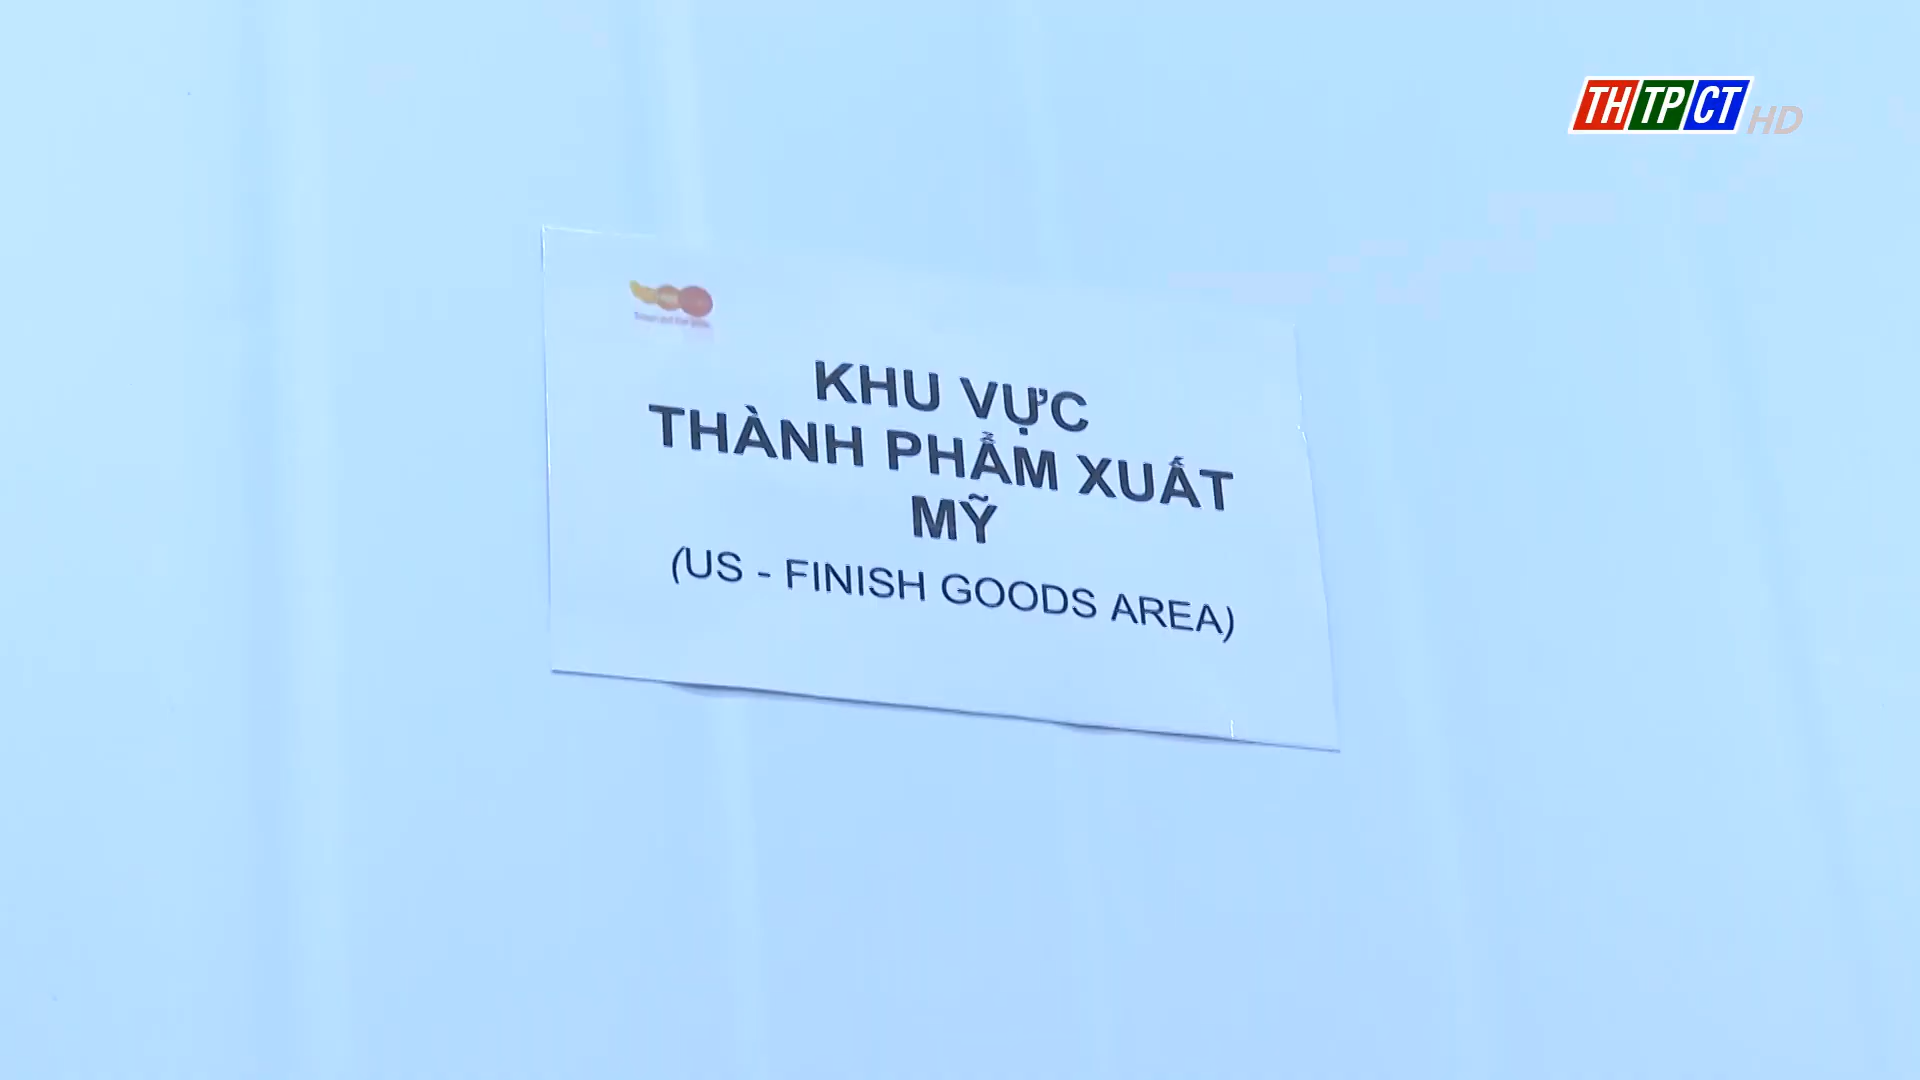 THTPCT HD
KHU VỰC
THÀNH PHẨM XUẤT
MỸ
(US - FINISH GOODS AREA)